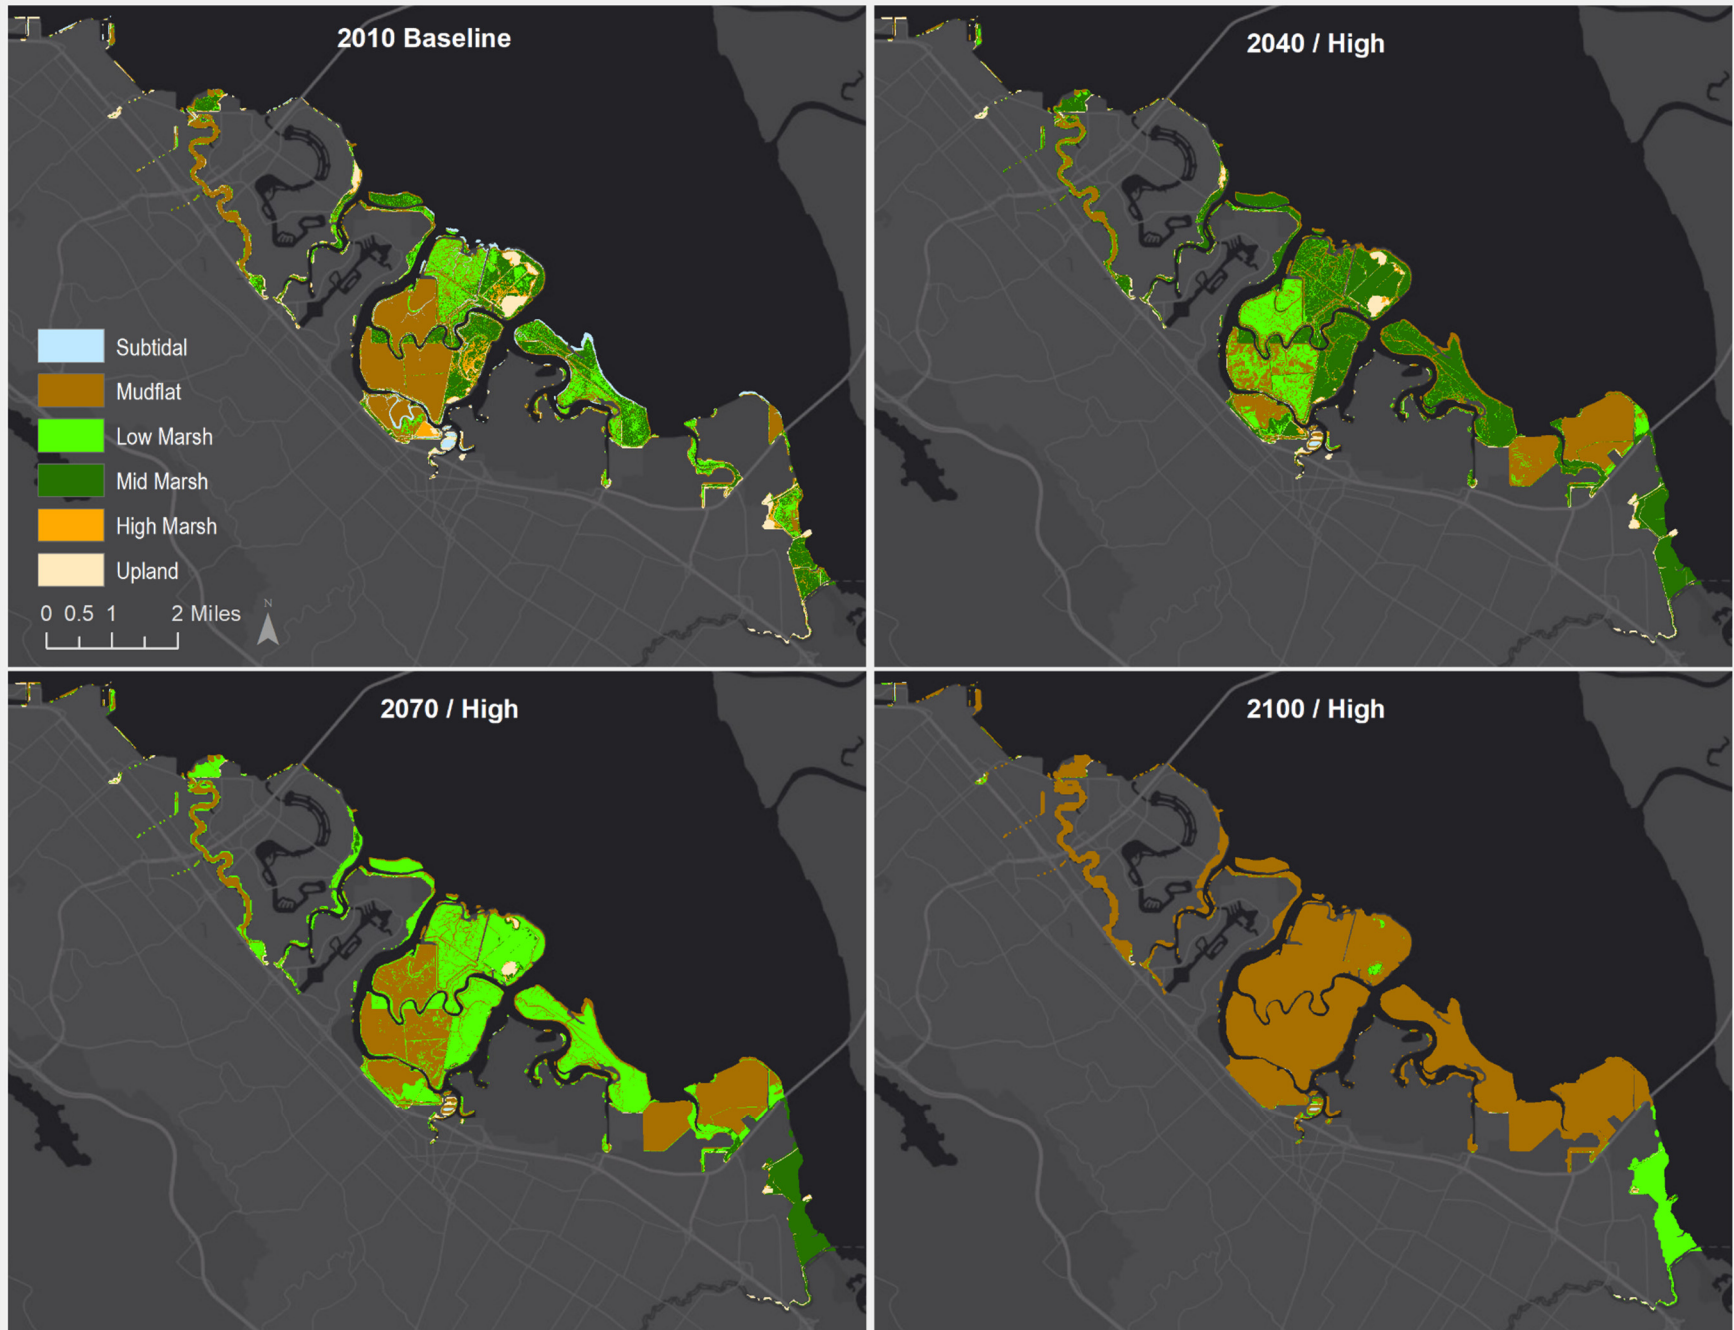 2010 Baseline
2040 / High
Subtidal
Mudflat
Low Marsh
Mid Marsh
High Marsh
Upland
0 0.5 1 2 Miles
N
2070 / High
2100 / High